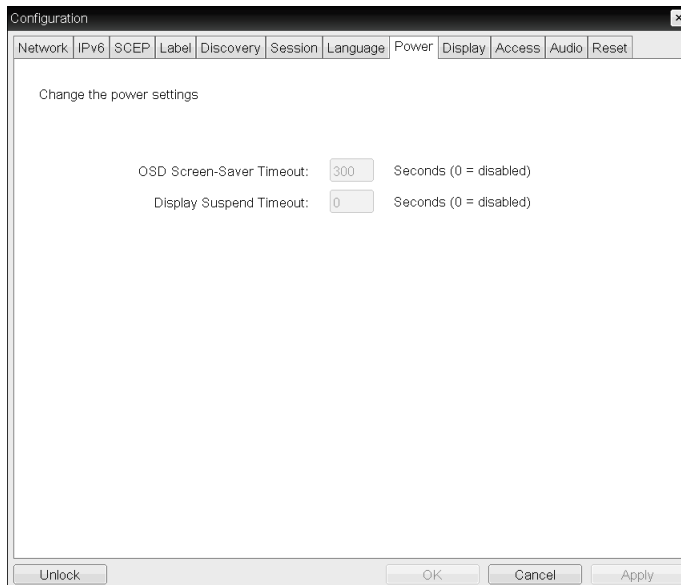 Configuration
Network IPv6 SCEP Label Discovery Session Language Power Display Access Audio Reset
Change the power settings
OSD Screen-Saver Timeout: 300 Seconds (0 = disabled)
Display Suspend Timeout: 0 Seconds (0 = disabled)
Unlock OK Cancel Apply